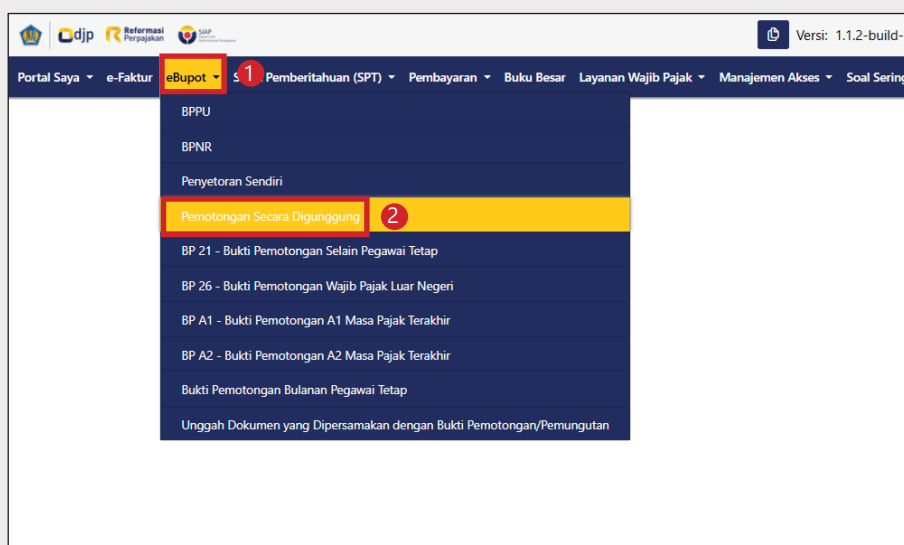 djp Reformasi Perpajakan SIAP
Versi: 1.1.2-build-
Portal Saya e-Faktur eBupot 1 Pemberitahuan (SPT) Pembayaran Buku Besar Layanan Wajib Pajak Manajemen Akses Soal Sering
BPPU
BPNR
Penyetoran Sendiri
Pemotongan Secara Digunggung 2
BP 21 - Bukti Pemotongan Selain Pegawai Tetap
BP 26 - Bukti Pemotongan Wajib Pajak Luar Negeri
BP A1 - Bukti Pemotongan A1 Masa Pajak Terakhir
BP A2 - Bukti Pemotongan A2 Masa Pajak Terakhir
Bukti Pemotongan Bulanan Pegawai Tetap
Unggah Dokumen yang Dipersamakan dengan Bukti Pemotongan/Pemungutan